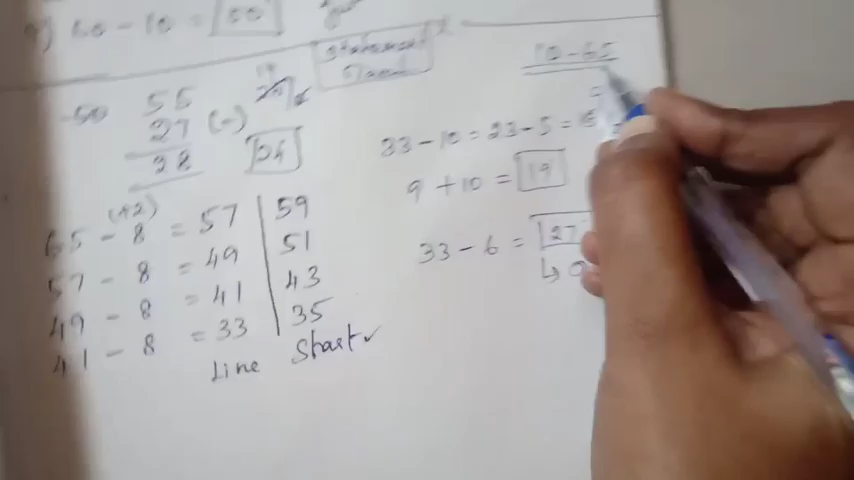 60 - 10 =
Statement
10 - 65
50 55
27 (-)
28
24
33 - 10 = 23 - 5 =
9 + 10 = 19
33 - 6 = 27
(+2)
65 - 8 = 57 59
57 - 8 = 49 51
49 - 8 = 41 43
41 - 8 = 33 35
Line Start ✓